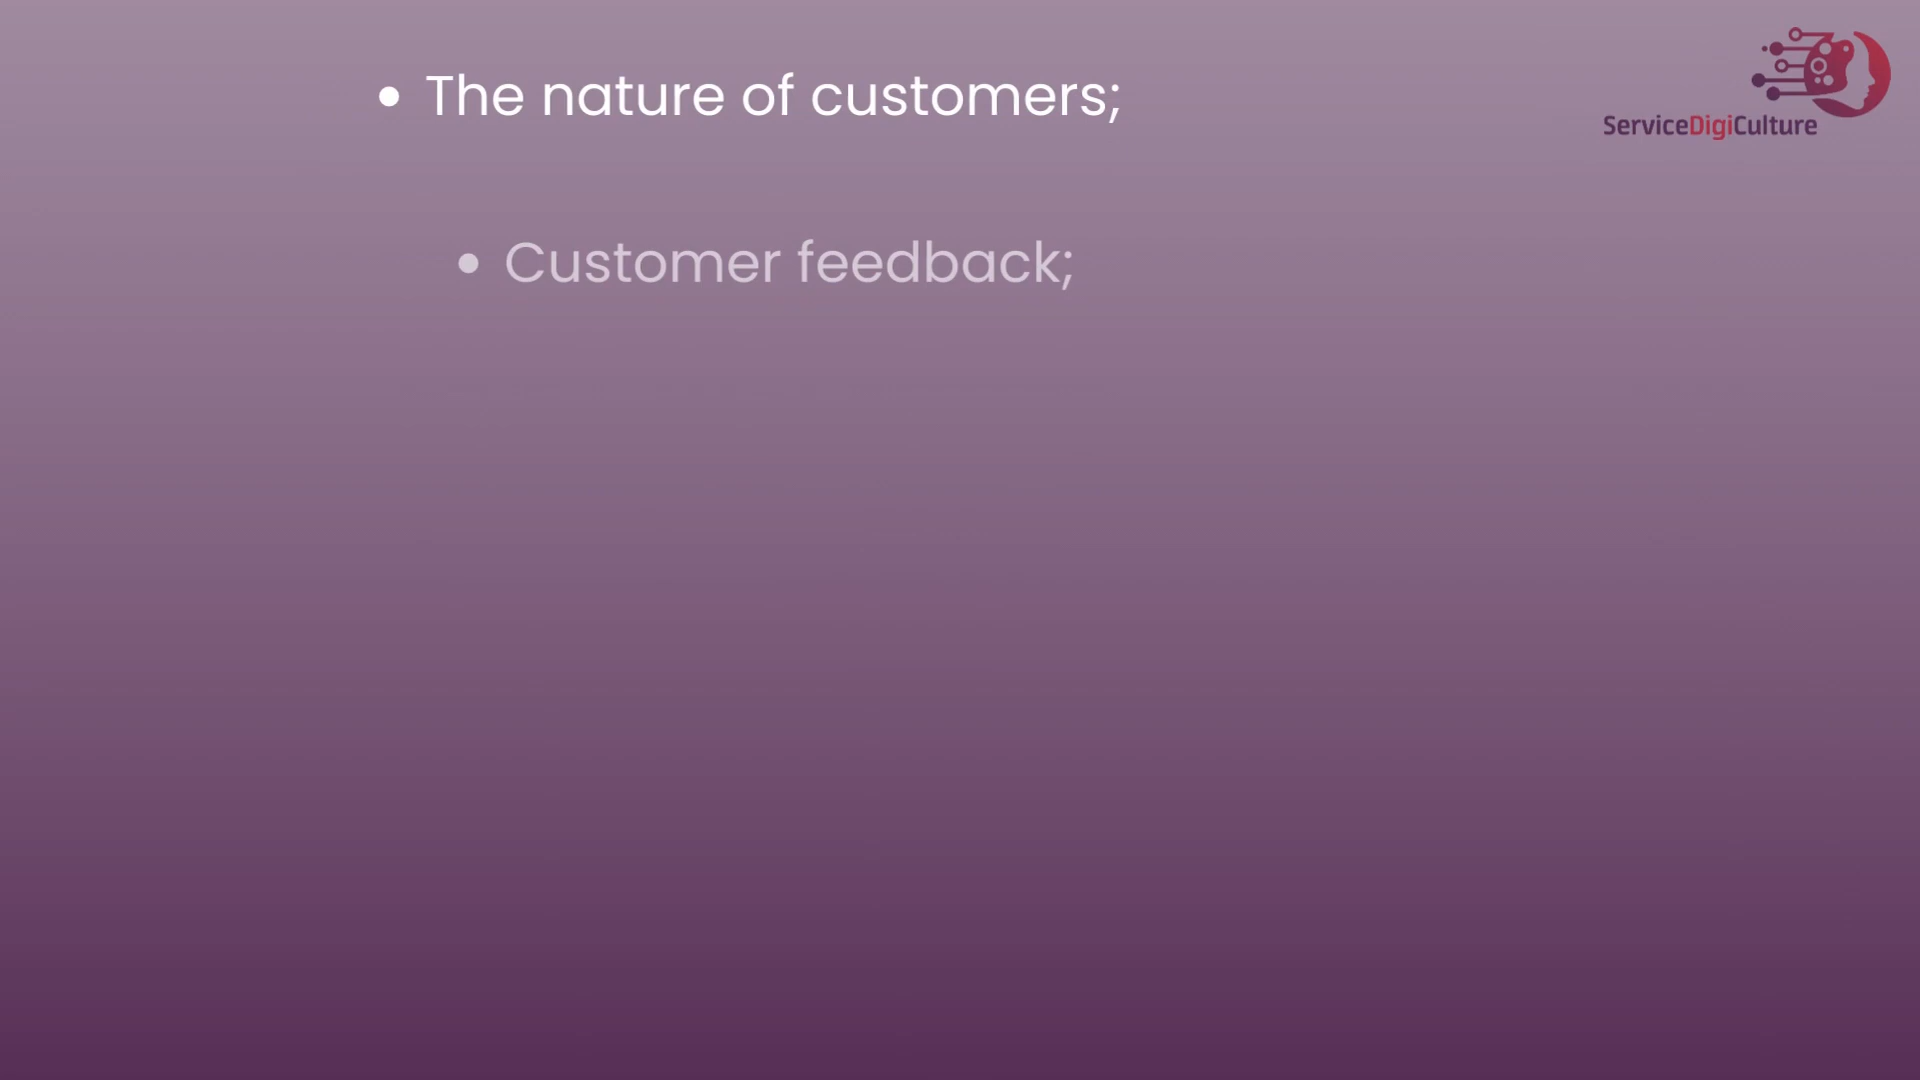 • The nature of customers;
ServiceDigiCulture
• Customer feedback;